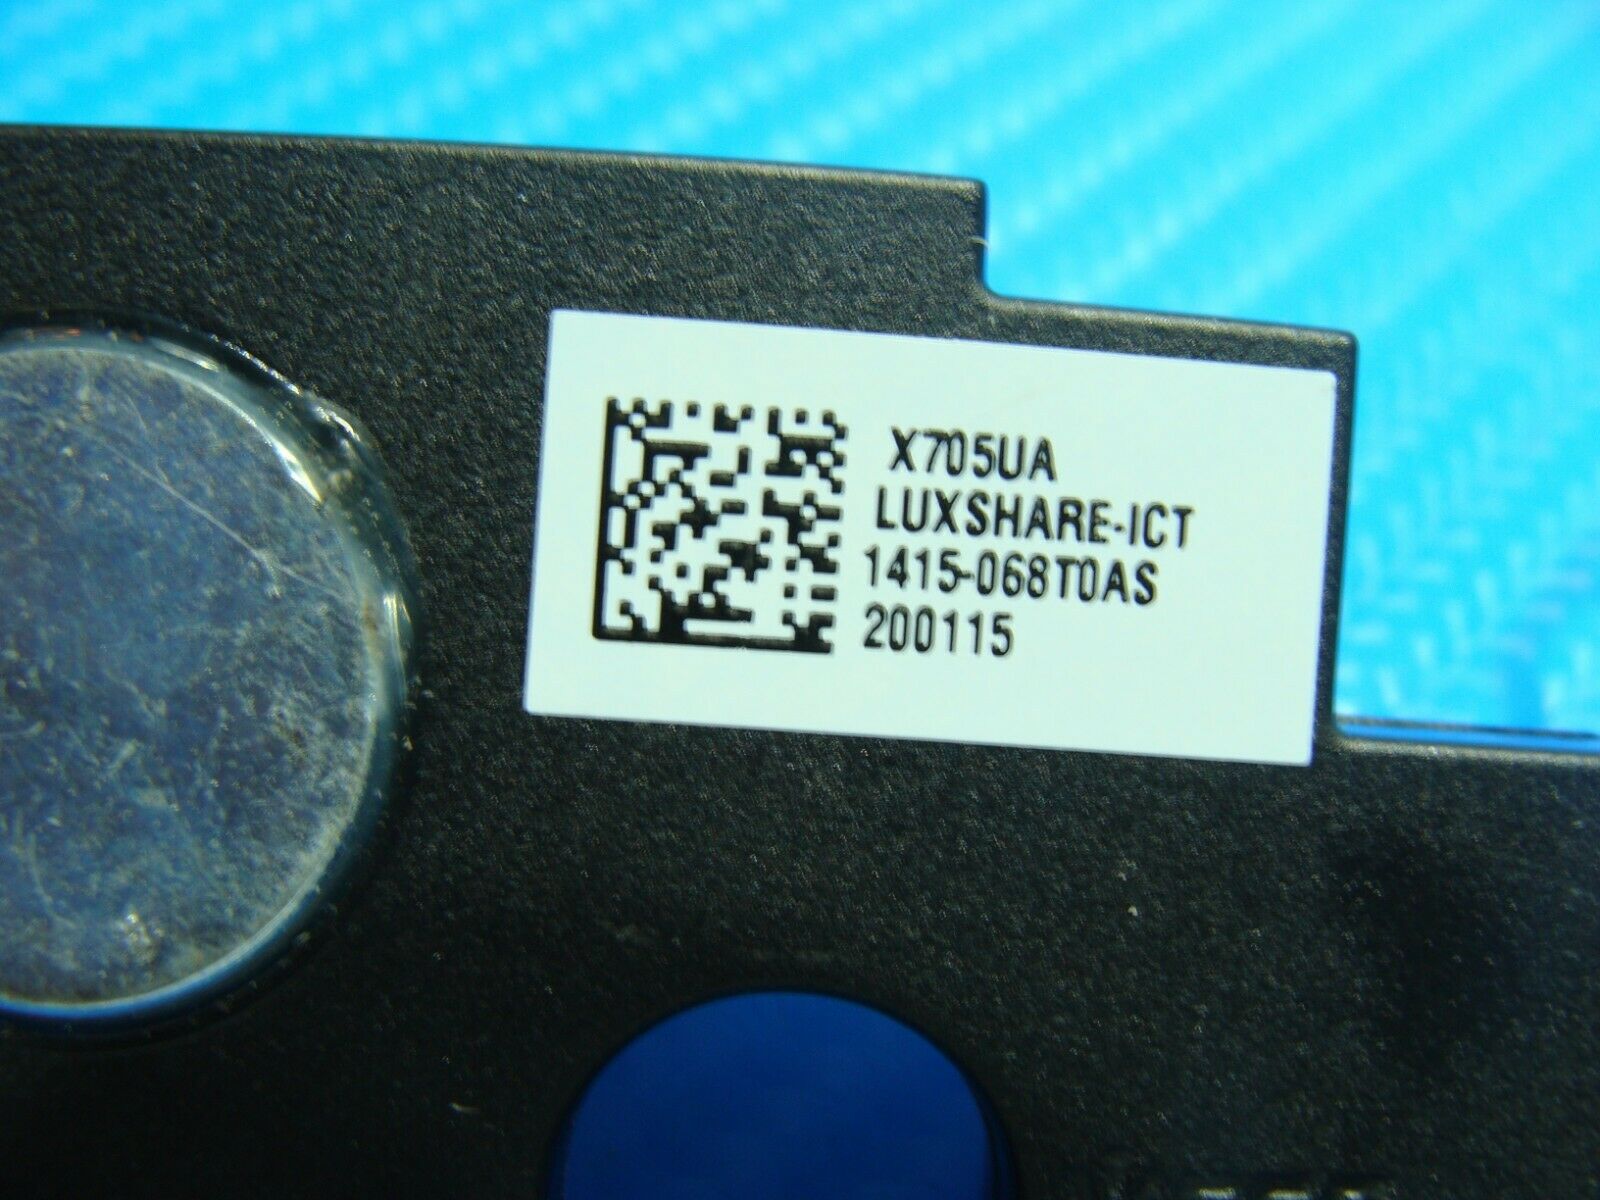 X705UA
LUXSHARE-ICT
1415-068T0AS
200115